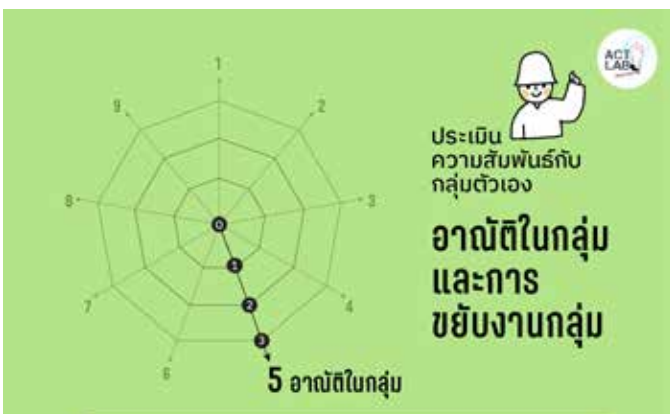 ACT
LAB
ประเมิน
ความสัมพันธ์กับ
กลุ่มตัวเอง
อาณัติในกลุ่ม
และการ
ขยับงานกลุ่ม
1
2
3
4
5 อาณัติในกลุ่ม
6
7
8
9
0
1
2
3